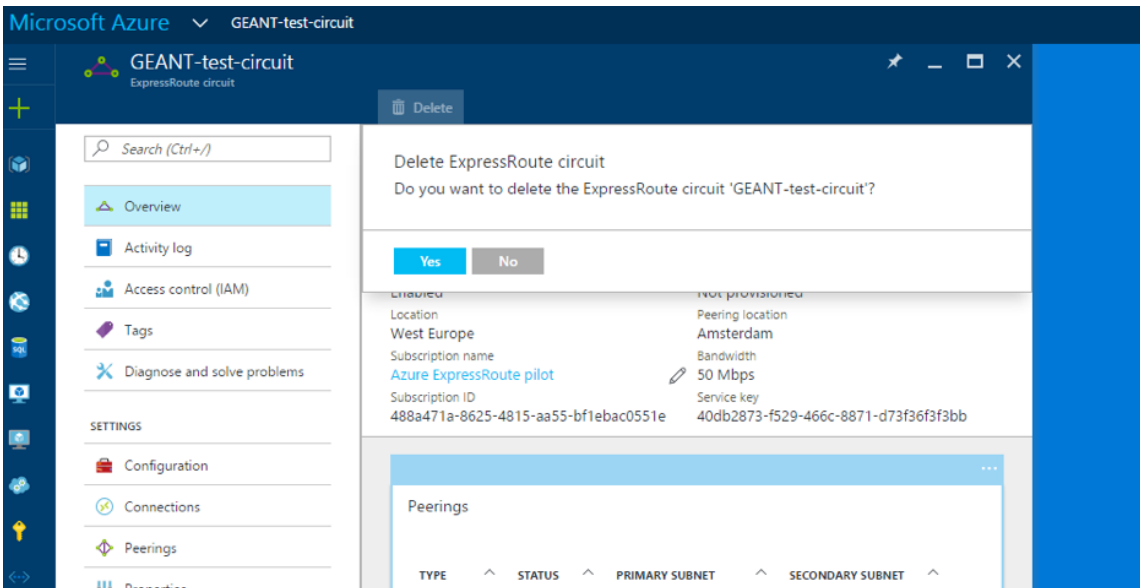 Microsoft Azure GEANT-test-circuit
GEANT-test-circuit
ExpressRoute circuit
Delete
Search (Ctrl+/)
Overview
Activity log
Access control (IAM)
Tags
Diagnose and solve problems
SETTINGS
Configuration
Connections
Peerings
Properties
Delete ExpressRoute circuit
Do you want to delete the ExpressRoute circuit 'GEANT-test-circuit'?
Yes No
Enabled Not provisioned
Location Peering location
West Europe Amsterdam
Subscription name Bandwidth
Azure ExpressRoute pilot 50 Mbps
Subscription ID Service key
488a471a-8625-4815-aa55-bf1ebac0551e 40db2873-f529-466c-8871-d73f36f3f3bb
...
Peerings
TYPE STATUS PRIMARY SUBNET SECONDARY SUBNET
SQL